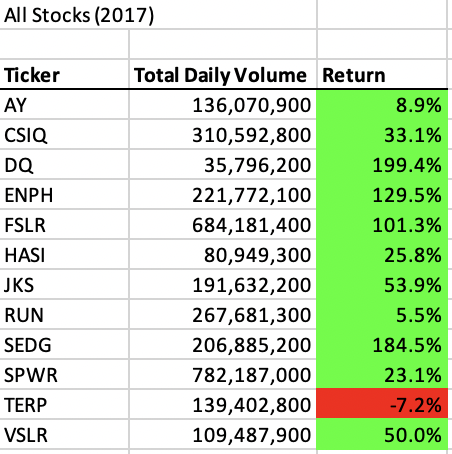 All Stocks (2017)
Ticker Total Daily Volume Return
AY 136,070,900 8.9%
CSIQ 310,592,800 33.1%
DQ 35,796,200 199.4%
ENPH 221,772,100 129.5%
FSLR 684,181,400 101.3%
HASI 80,949,300 25.8%
JKS 191,632,200 53.9%
RUN 267,681,300 5.5%
SEDG 206,885,200 184.5%
SPWR 782,187,000 23.1%
TERP 139,402,800 -7.2%
VSLR 109,487,900 50.0%